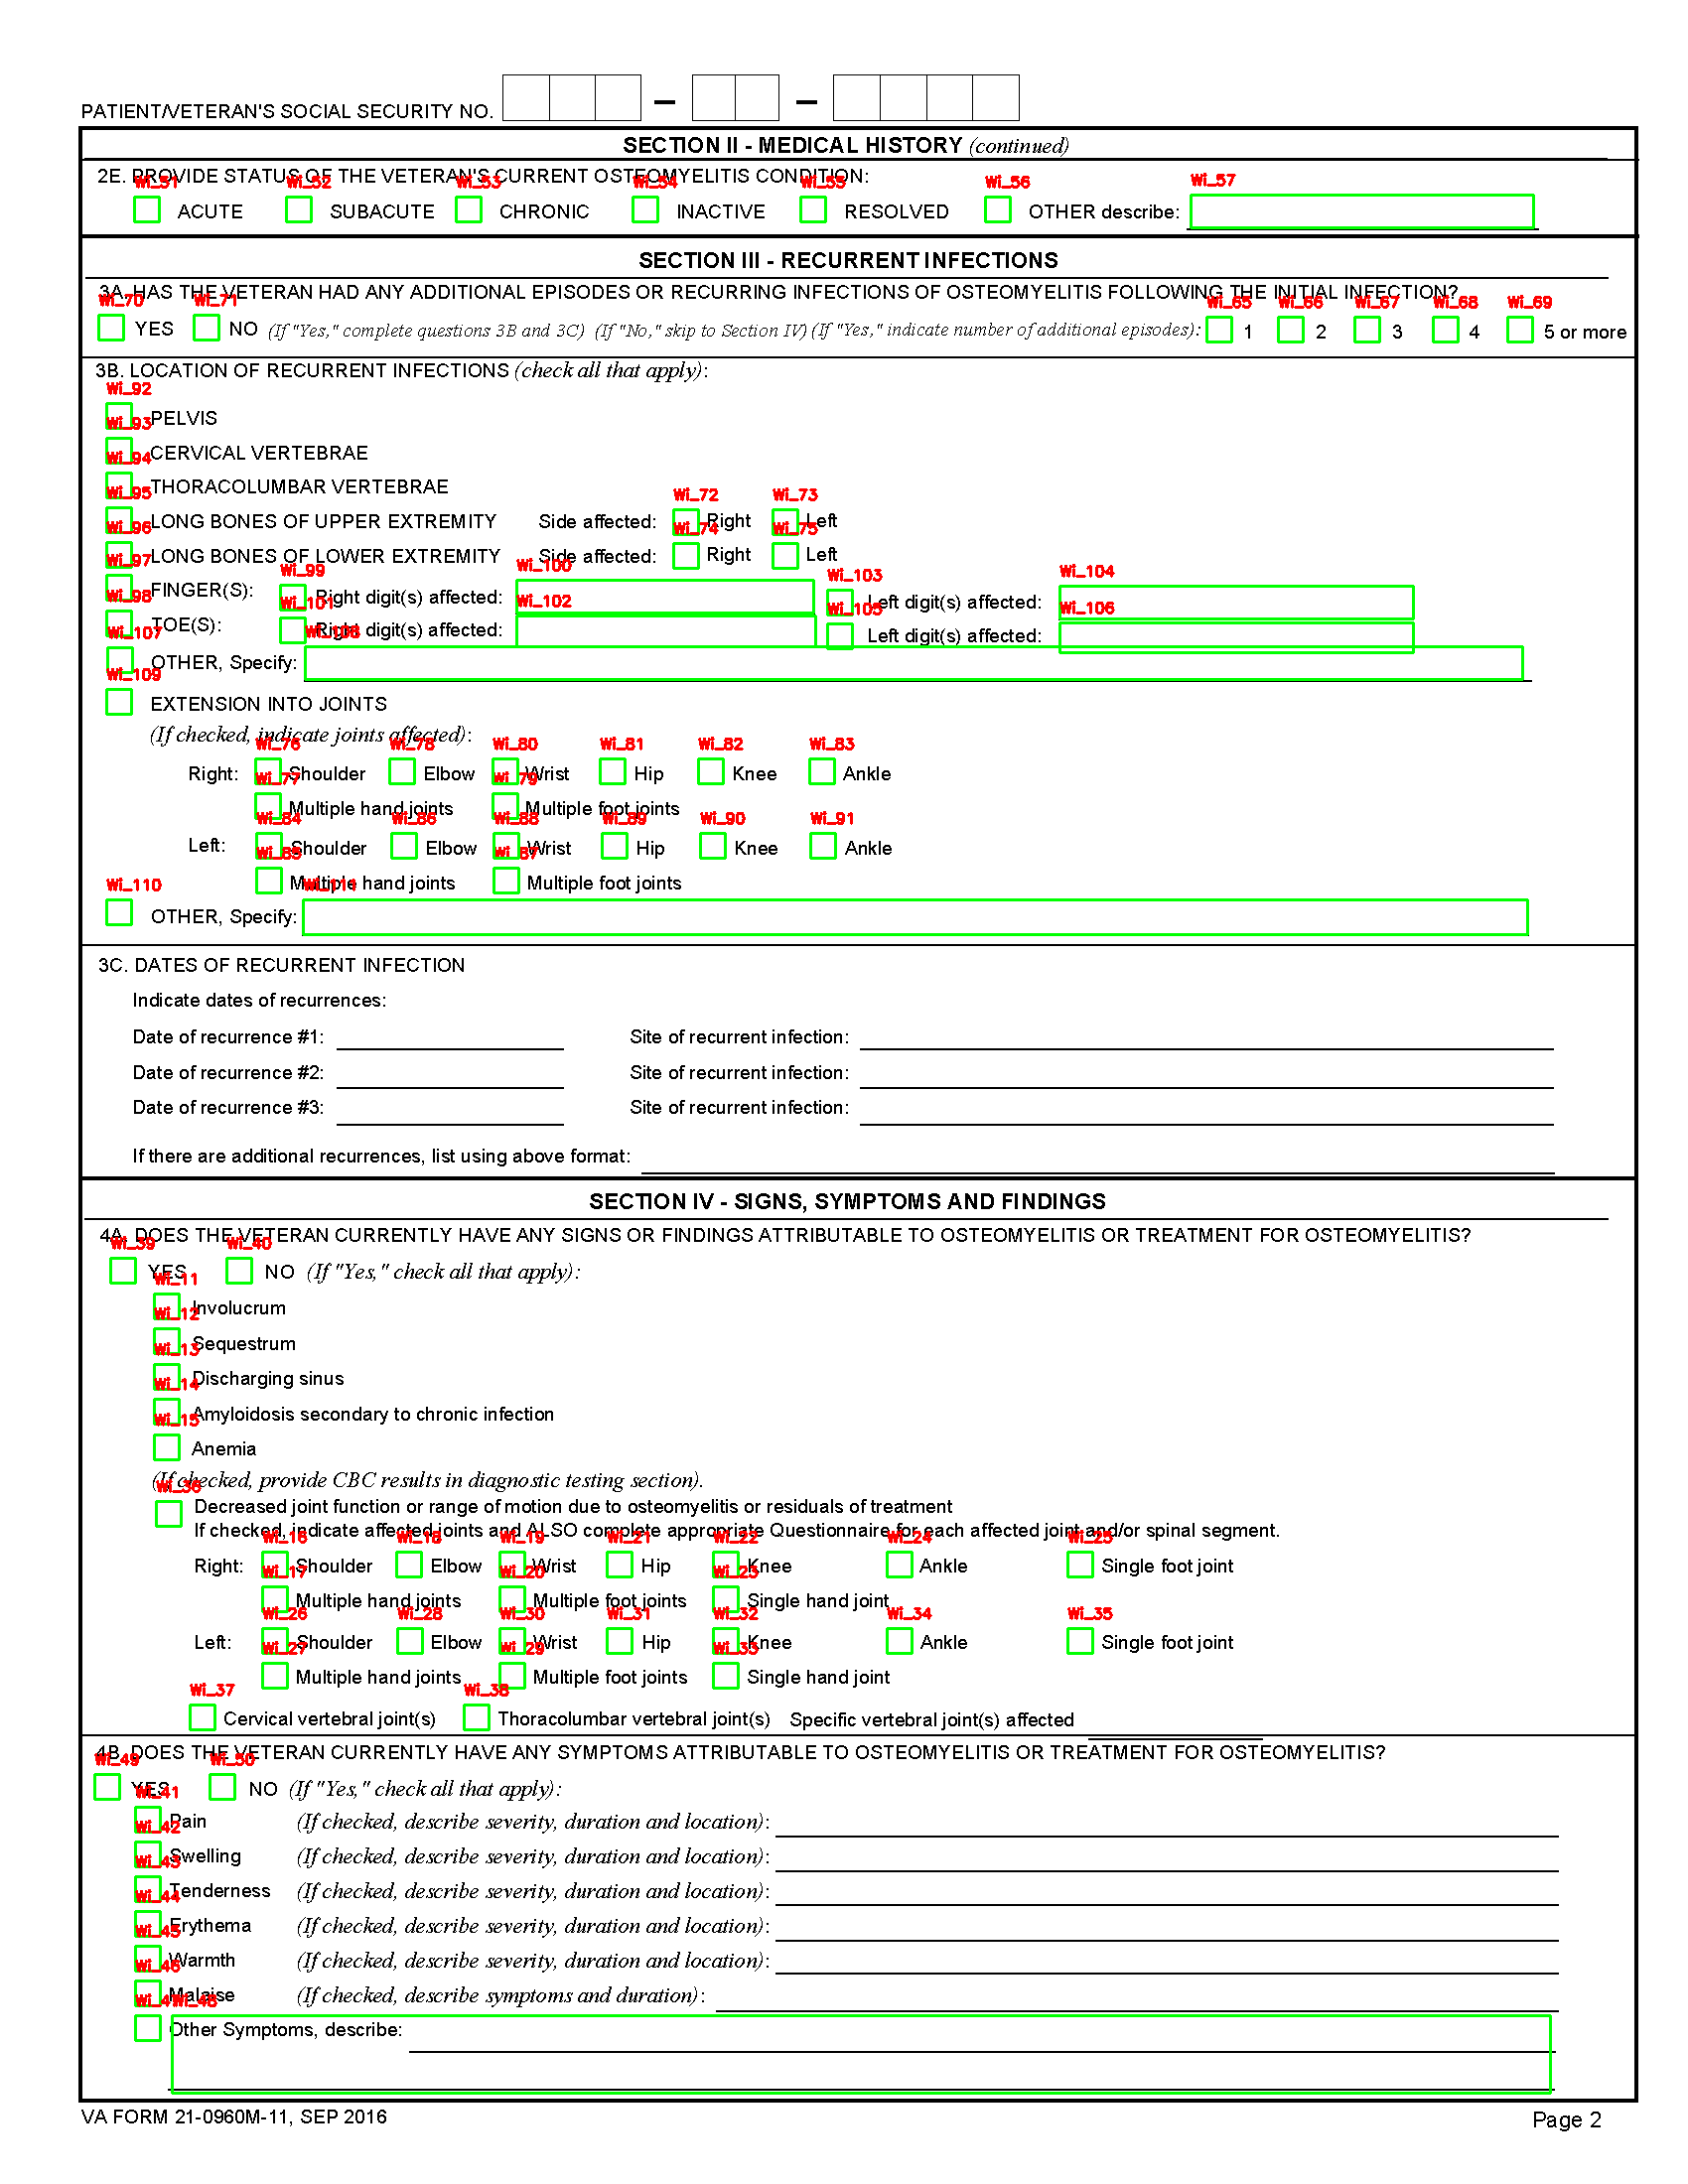 PATIENT/VETERAN'S SOCIAL SECURITY NO. – –
SECTION II - MEDICAL HISTORY (continued)
2E. PROVIDE STATUS OF THE VETERAN'S CURRENT OSTEOMYELITIS CONDITION:
Wi_51 Wi_52 Wi_53 Wi_54 Wi_55 Wi_56 Wi_57
ACUTE SUBACUTE CHRONIC INACTIVE RESOLVED OTHER describe:
SECTION III - RECURRENT INFECTIONS
3A. HAS THE VETERAN HAD ANY ADDITIONAL EPISODES OR RECURRING INFECTIONS OF OSTEOMYELITIS FOLLOWING THE INITIAL INFECTION?
Wi_70 Wi_71 Wi_65 Wi_66 Wi_67 Wi_68 Wi_69
YES NO (If "Yes," complete questions 3B and 3C) (If "No," skip to Section IV) (If "Yes," indicate number of additional episodes): 1 2 3 4 5 or more
3B. LOCATION OF RECURRENT INFECTIONS (check all that apply):
Wi_92
PELVIS
Wi_93
CERVICAL VERTEBRAE
Wi_94
THORACOLUMBAR VERTEBRAE
Wi_95 Wi_72 Wi_73
LONG BONES OF UPPER EXTREMITY Side affected: Right Left
Wi_96 Wi_74 Wi_75
LONG BONES OF LOWER EXTREMITY Side affected: Right Left
Wi_97 Wi_99 Wi_100 Wi_103 Wi_104
FINGER(S): Right digit(s) affected: Left digit(s) affected:
Wi_98 Wi_101 Wi_102 Wi_105 Wi_106
TOE(S): Right digit(s) affected: Left digit(s) affected:
Wi_107 Wi_108
OTHER, Specify:
Wi_109
EXTENSION INTO JOINTS
(If checked, indicate joints affected):
Wi_76 Wi_78 Wi_80 Wi_81 Wi_82 Wi_83
Right: Shoulder Elbow Wrist Hip Knee Ankle
Wi_77 Wi_79
Multiple hand joints Multiple foot joints
Wi_84 Wi_86 Wi_88 Wi_89 Wi_90 Wi_91
Left: Shoulder Elbow Wrist Hip Knee Ankle
Wi_85 Wi_87
Multiple hand joints Multiple foot joints
Wi_110 Wi_111
OTHER, Specify:
3C. DATES OF RECURRENT INFECTION
Indicate dates of recurrences:
Date of recurrence #1: Site of recurrent infection:
Date of recurrence #2: Site of recurrent infection:
Date of recurrence #3: Site of recurrent infection:
If there are additional recurrences, list using above format:
SECTION IV - SIGNS, SYMPTOMS AND FINDINGS
4A. DOES THE VETERAN CURRENTLY HAVE ANY SIGNS OR FINDINGS ATTRIBUTABLE TO OSTEOMYELITIS OR TREATMENT FOR OSTEOMYELITIS?
Wi_39 Wi_40
YES NO (If "Yes," check all that apply):
Wi_11
Involucrum
Wi_12
Sequestrum
Wi_13
Discharging sinus
Wi_14
Amyloidosis secondary to chronic infection
Wi_15
Anemia
(If checked, provide CBC results in diagnostic testing section).
Wi_36
Decreased joint function or range of motion due to osteomyelitis or residuals of treatment
If checked, indicate affected joints and ALSO complete appropriate Questionnaire for each affected joint and/or spinal segment.
Wi_16 Wi_18 Wi_19 Wi_21 Wi_22 Wi_24 Wi_25
Right: Shoulder Elbow Wrist Hip Knee Ankle Single foot joint
Wi_17 Wi_20 Wi_23
Multiple hand joints Multiple foot joints Single hand joint
Wi_26 Wi_28 Wi_30 Wi_31 Wi_32 Wi_34 Wi_35
Left: Shoulder Elbow Wrist Hip Knee Ankle Single foot joint
Wi_27 Wi_29 Wi_33
Multiple hand joints Multiple foot joints Single hand joint
Wi_37 Wi_38
Cervical vertebral joint(s) Thoracolumbar vertebral joint(s) Specific vertebral joint(s) affected
4B. DOES THE VETERAN CURRENTLY HAVE ANY SYMPTOMS ATTRIBUTABLE TO OSTEOMYELITIS OR TREATMENT FOR OSTEOMYELITIS?
Wi_49 Wi_50
YES NO (If "Yes," check all that apply):
Wi_41
Pain (If checked, describe severity, duration and location):
Wi_42
Swelling (If checked, describe severity, duration and location):
Wi_43
Tenderness (If checked, describe severity, duration and location):
Wi_44
Erythema (If checked, describe severity, duration and location):
Wi_45
Warmth (If checked, describe severity, duration and location):
Wi_46
Malaise (If checked, describe symptoms and duration):
Wi_47 Wi_48
Other Symptoms, describe:
VA FORM 21-0960M-11, SEP 2016
Page 2